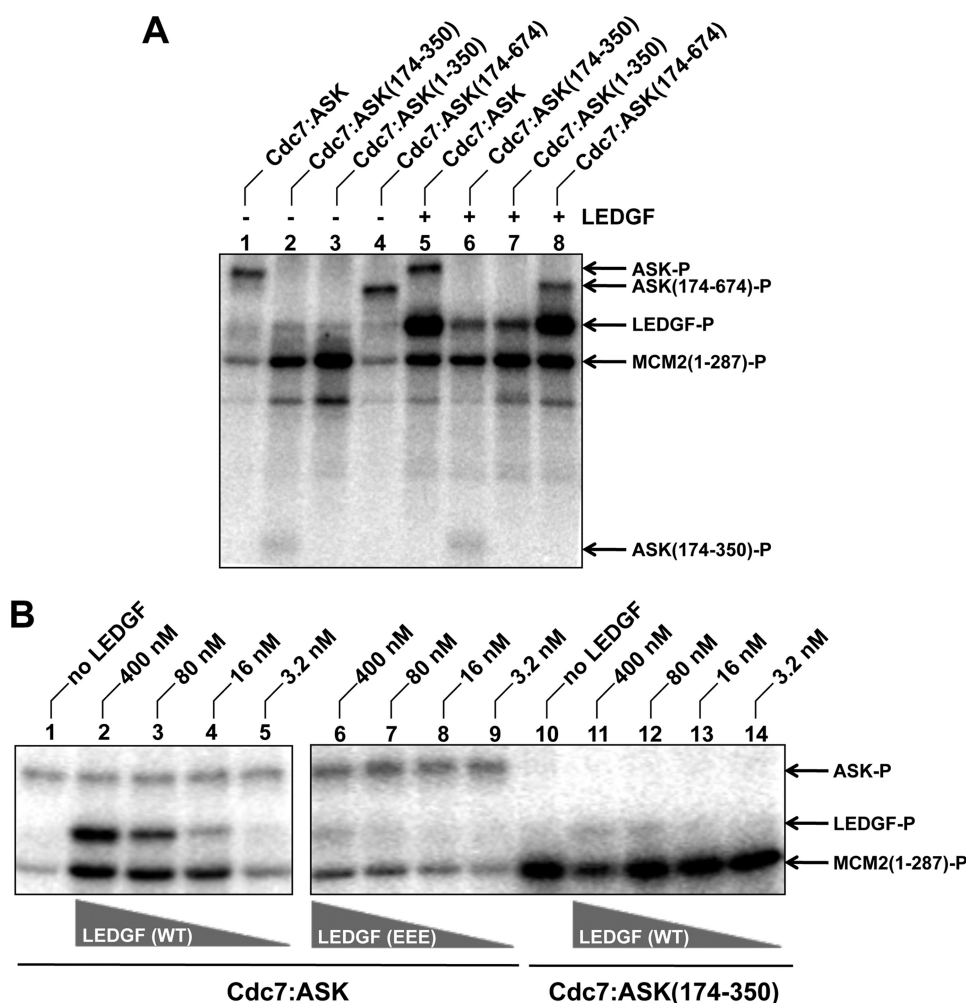 A
Cdc7:ASK
Cdc7:ASK(174-350)
Cdc7:ASK(1-350)
Cdc7:ASK(174-674)
Cdc7:ASK
Cdc7:ASK(174-350)
Cdc7:ASK(1-350)
Cdc7:ASK(174-674)
- - - - + + + + LEDGF
1 2 3 4 5 6 7 8
ASK-P
ASK(174-674)-P
LEDGF-P
MCM2(1-287)-P
ASK(174-350)-P
B
no LEDGF
400 nM
80 nM
16 nM
3.2 nM
400 nM
80 nM
16 nM
3.2 nM
no LEDGF
400 nM
80 nM
16 nM
3.2 nM
1 2 3 4 5 6 7 8 9 10 11 12 13 14
ASK-P
LEDGF-P
MCM2(1-287)-P
LEDGF (WT)
LEDGF (EEE)
LEDGF (WT)
Cdc7:ASK
Cdc7:ASK(174-350)